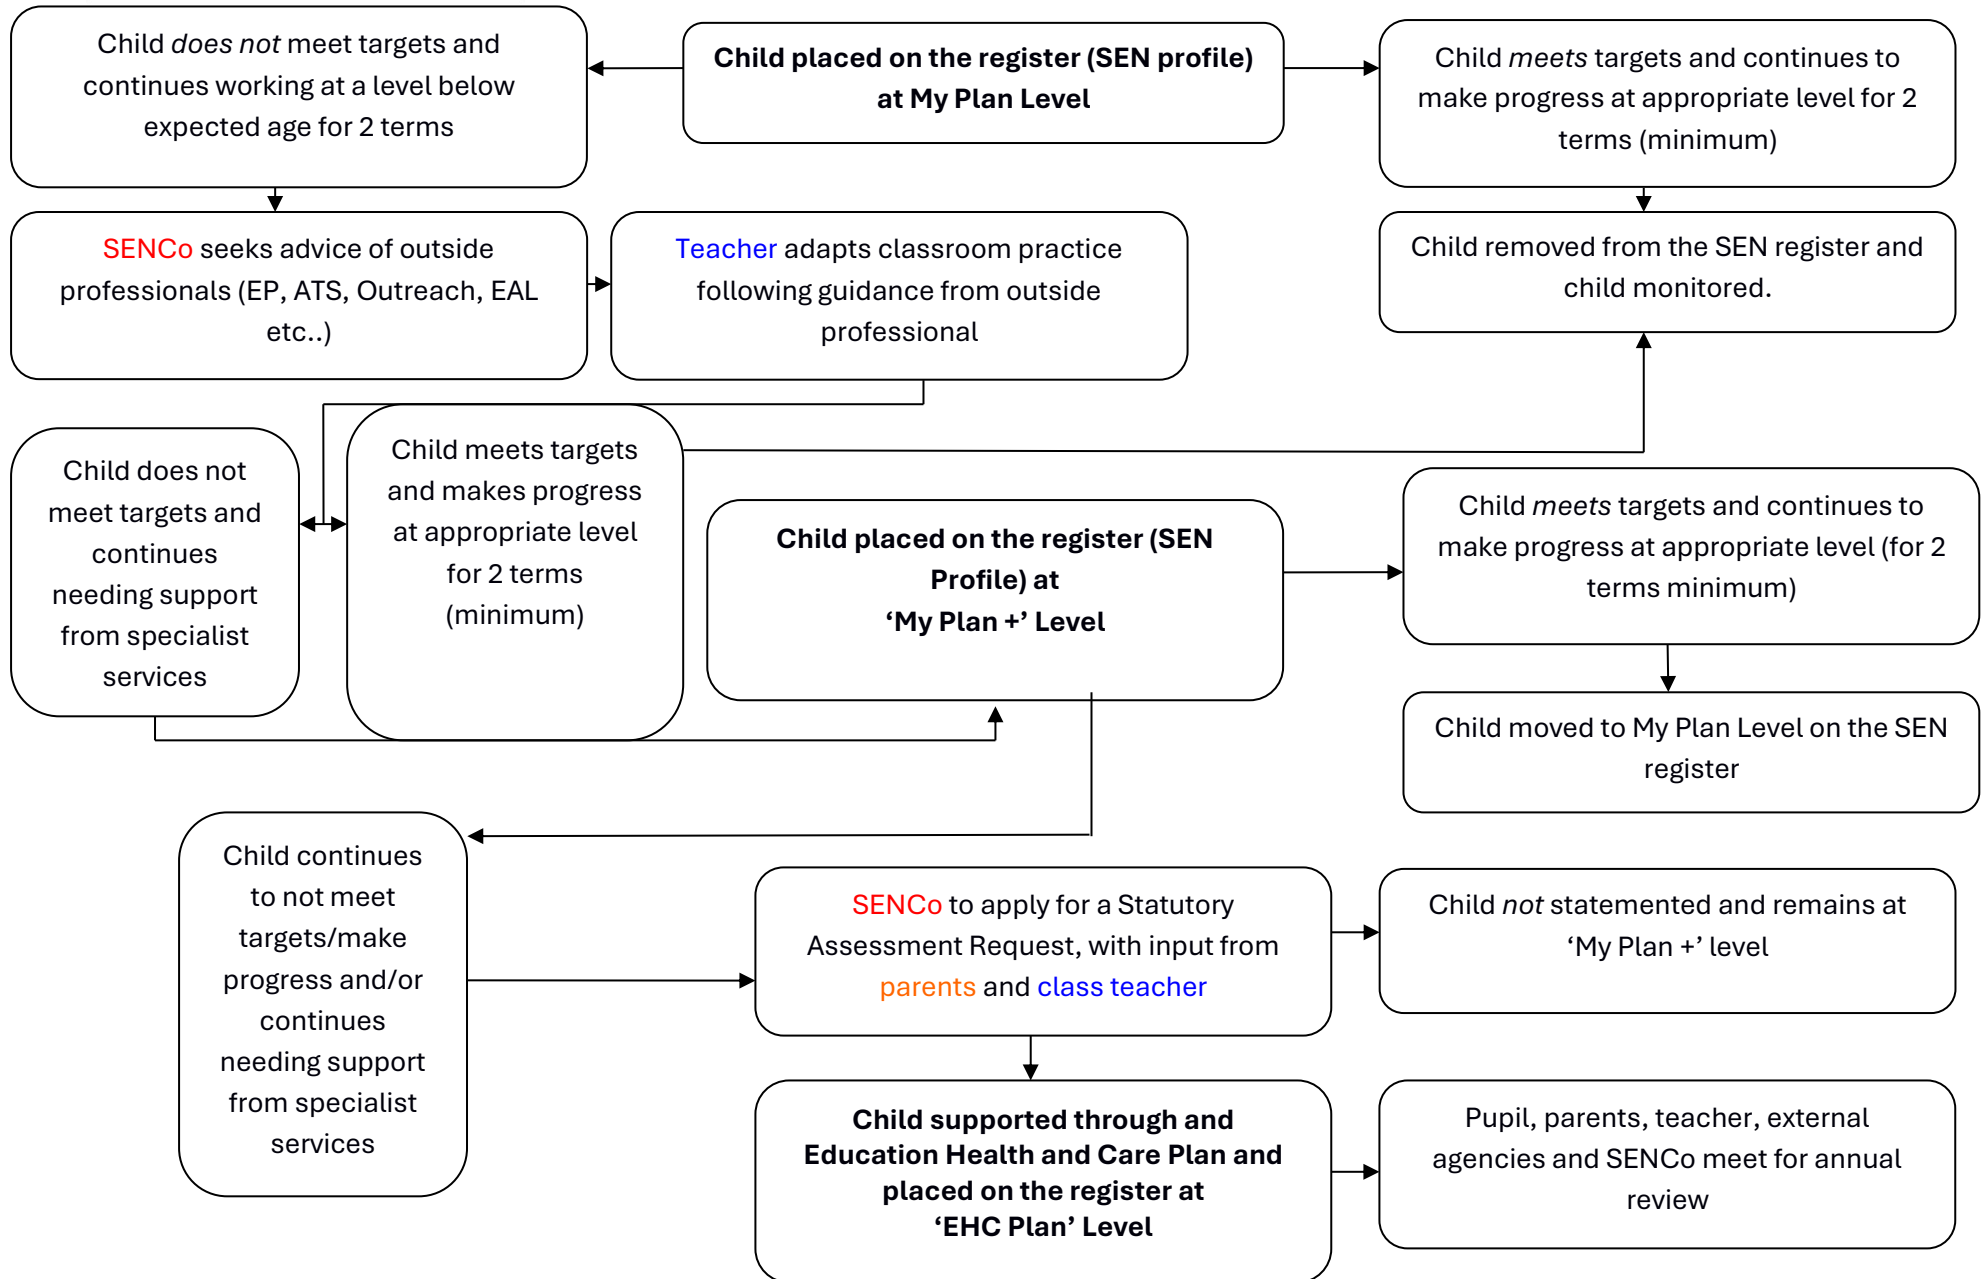 Child does not meet targets and
continues working at a level below
expected age for 2 terms
Child placed on the register (SEN profile)
at My Plan Level
Child meets targets and continues to
make progress at appropriate level for 2
terms (minimum)
SENCo seeks advice of outside
professionals (EP, ATS, Outreach, EAL
etc..)
Teacher adapts classroom practice
following guidance from outside
professional
Child removed from the SEN register and
child monitored.
Child does not
meet targets and
continues
needing support
from specialist
services
Child meets targets
and makes progress
at appropriate level
for 2 terms
(minimum)
Child placed on the register (SEN
Profile) at
‘My Plan +’ Level
Child meets targets and continues to
make progress at appropriate level (for 2
terms minimum)
Child moved to My Plan Level on the SEN
register
Child continues
to not meet
targets/make
progress and/or
continues
needing support
from specialist
services
SENCo to apply for a Statutory
Assessment Request, with input from
parents and class teacher
Child not statemented and remains at
‘My Plan +’ level
Child supported through and
Education Health and Care Plan and
placed on the register at
‘EHC Plan’ Level
Pupil, parents, teacher, external
agencies and SENCo meet for annual
review